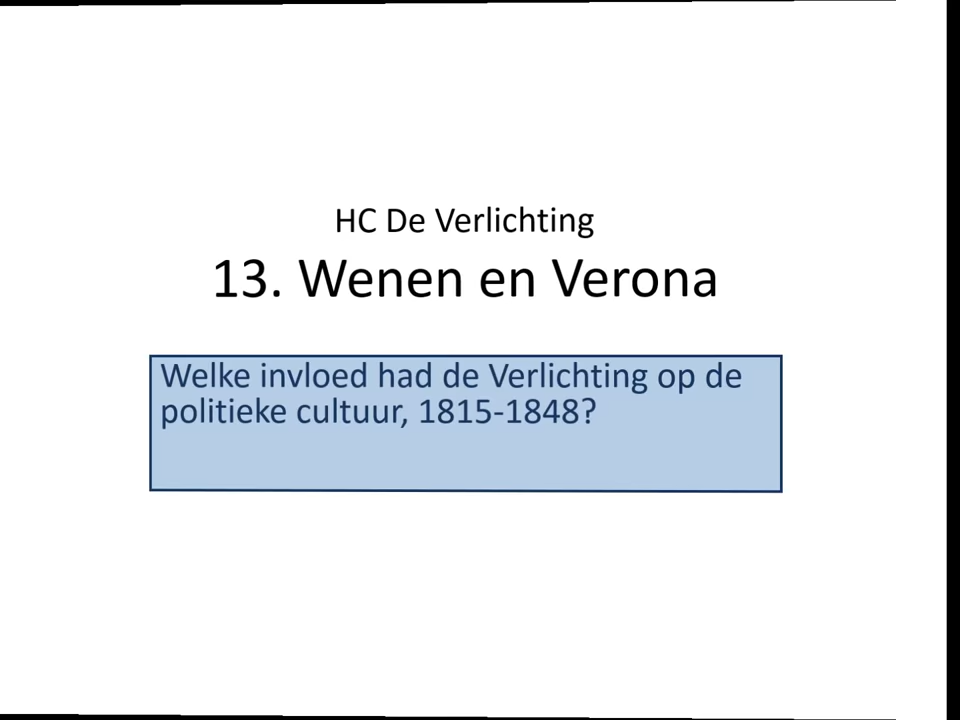 HC De Verlichting
13. Wenen en Verona
Welke invloed had de Verlichting op de
politieke cultuur, 1815-1848?